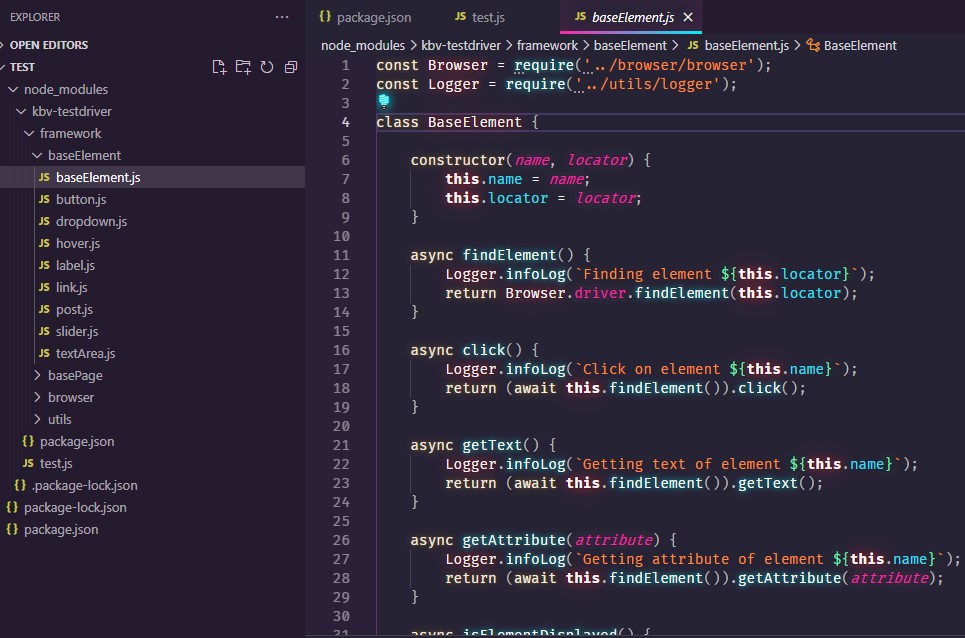 EXPLORER
OPEN EDITORS
TEST
node_modules
kbv-testdriver
framework
baseElement
JS baseElement.js
JS button.js
JS dropdown.js
JS hover.js
JS label.js
JS link.js
JS post.js
JS slider.js
JS textArea.js
basePage
browser
utils
{} package.json
JS test.js
{} .package-lock.json
{} package-lock.json
{} package.json
{} package.json JS test.js JS baseElement.js
node_modules > kbv-testdriver > framework > baseElement > JS baseElement.js > BaseElement
1 const Browser = require('../browser/browser');
2 const Logger = require('../utils/logger');
3
4 class BaseElement {
5
6 constructor(name, locator) {
7 this.name = name;
8 this.locator = locator;
9 }
10
11 async findElement() {
12 Logger.infoLog(`Finding element ${this.locator}`);
13 return Browser.driver.findElement(this.locator);
14 }
15
16 async click() {
17 Logger.infoLog(`Click on element ${this.name}`);
18 return (await this.findElement()).click();
19 }
20
21 async getText() {
22 Logger.infoLog(`Getting text of element ${this.name}`);
23 return (await this.findElement()).getText();
24 }
25
26 async getAttribute(attribute) {
27 Logger.infoLog(`Getting attribute of element ${this.name}`);
28 return (await this.findElement()).getAttribute(attribute);
29 }
30
31 async isElementDisplayed() {